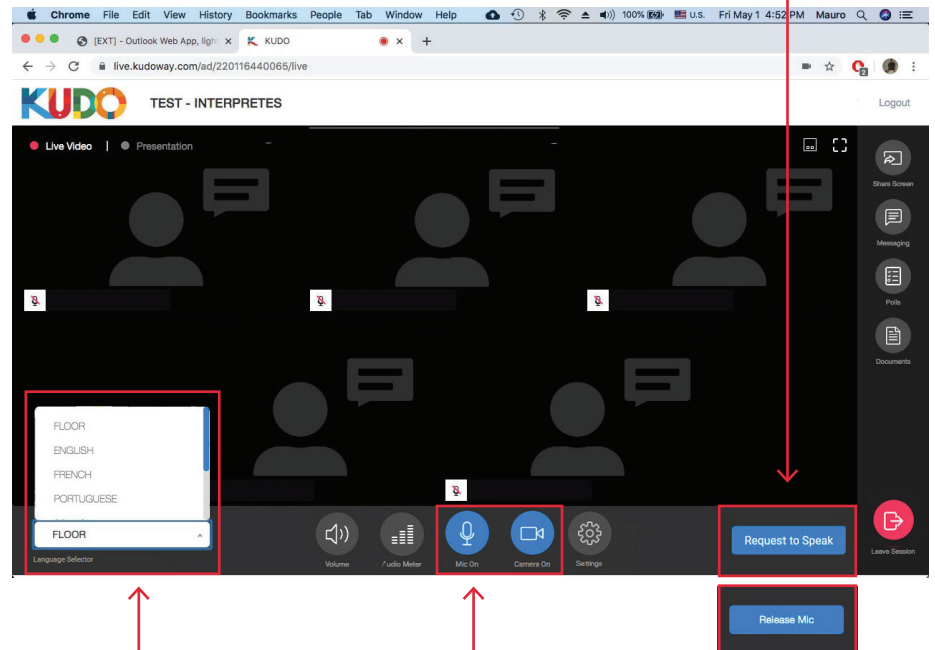 Chrome File Edit View History Bookmarks People Tab Window Help 100% U.S. Fri May 1 4:52 PM Mauro
[EXT] - Outlook Web App, ligh × KUDO × +
live.kudoway.com/ad/220116440065/live 2
KUDO TEST - INTERPRETES Logout
Live Video | Presentation
Share Screen
Messaging
Polls
Documents
FLOOR
ENGLISH
FRENCH
PORTUGUESE
FLOOR
Language Selector
Volume Audio Meter Mic On Camera On Settings
Request to Speak
Leave Session
Release Mic